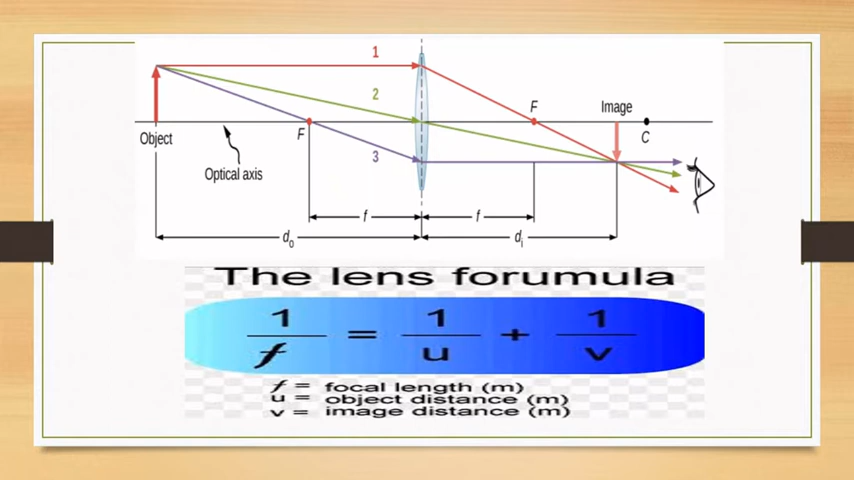 1
2
F
Image
Object
F
C
3
Optical axis
f
f
do
di
The lens forumula
1/f = 1/u + 1/v
f = focal length (m)
u = object distance (m)
v = image distance (m)